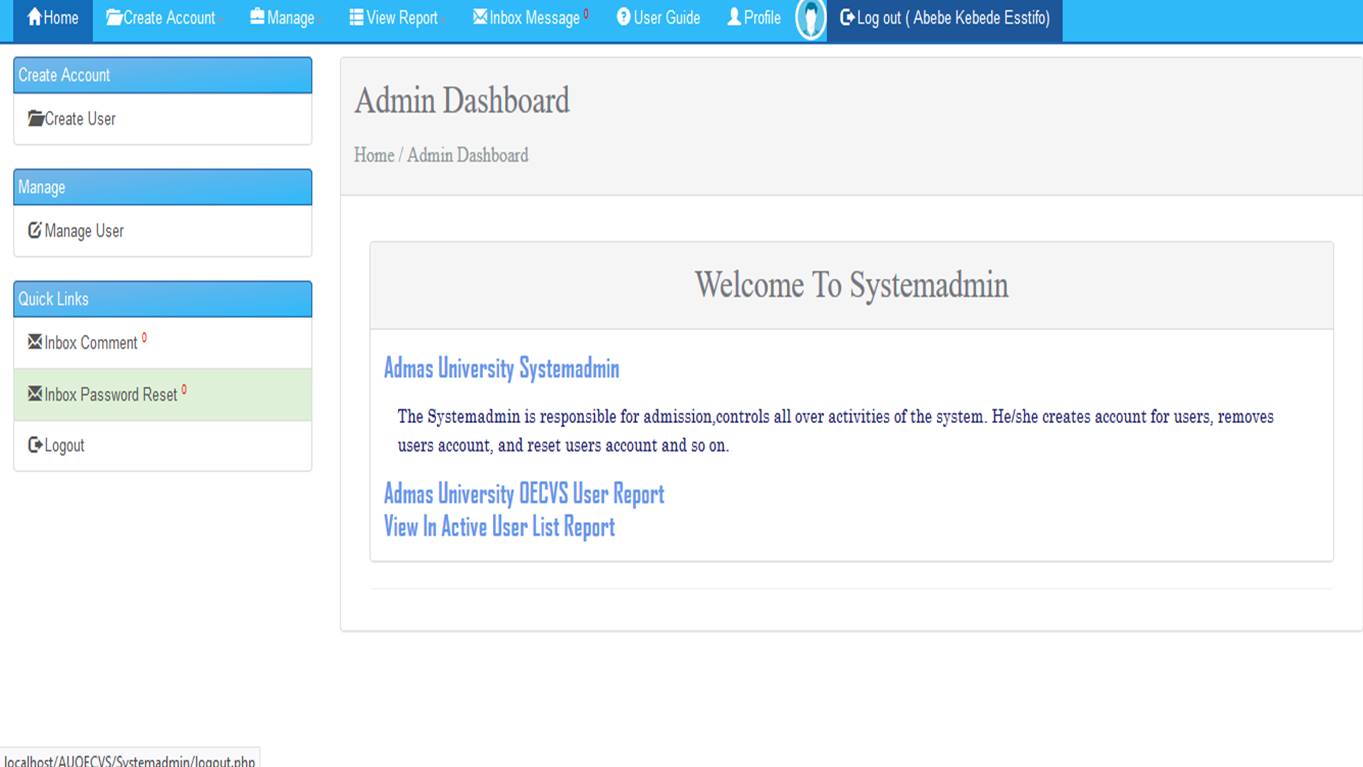 Home Create Account Manage View Report Inbox Message 0 User Guide Profile Log out ( Abebe Kebede Esstifo)
Create Account
Create User
Manage
Manage User
Quick Links
Inbox Comment 0
Inbox Password Reset 0
Logout
Admin Dashboard
Home / Admin Dashboard
Welcome To Systemadmin
Admas University Systemadmin
The Systemadmin is responsible for admission,controls all over activities of the system. He/she creates account for users, removes
users account, and reset users account and so on.
Admas University OECVS User Report
View In Active User List Report
localhost/AUOECVS/Systemadmin/logout.php